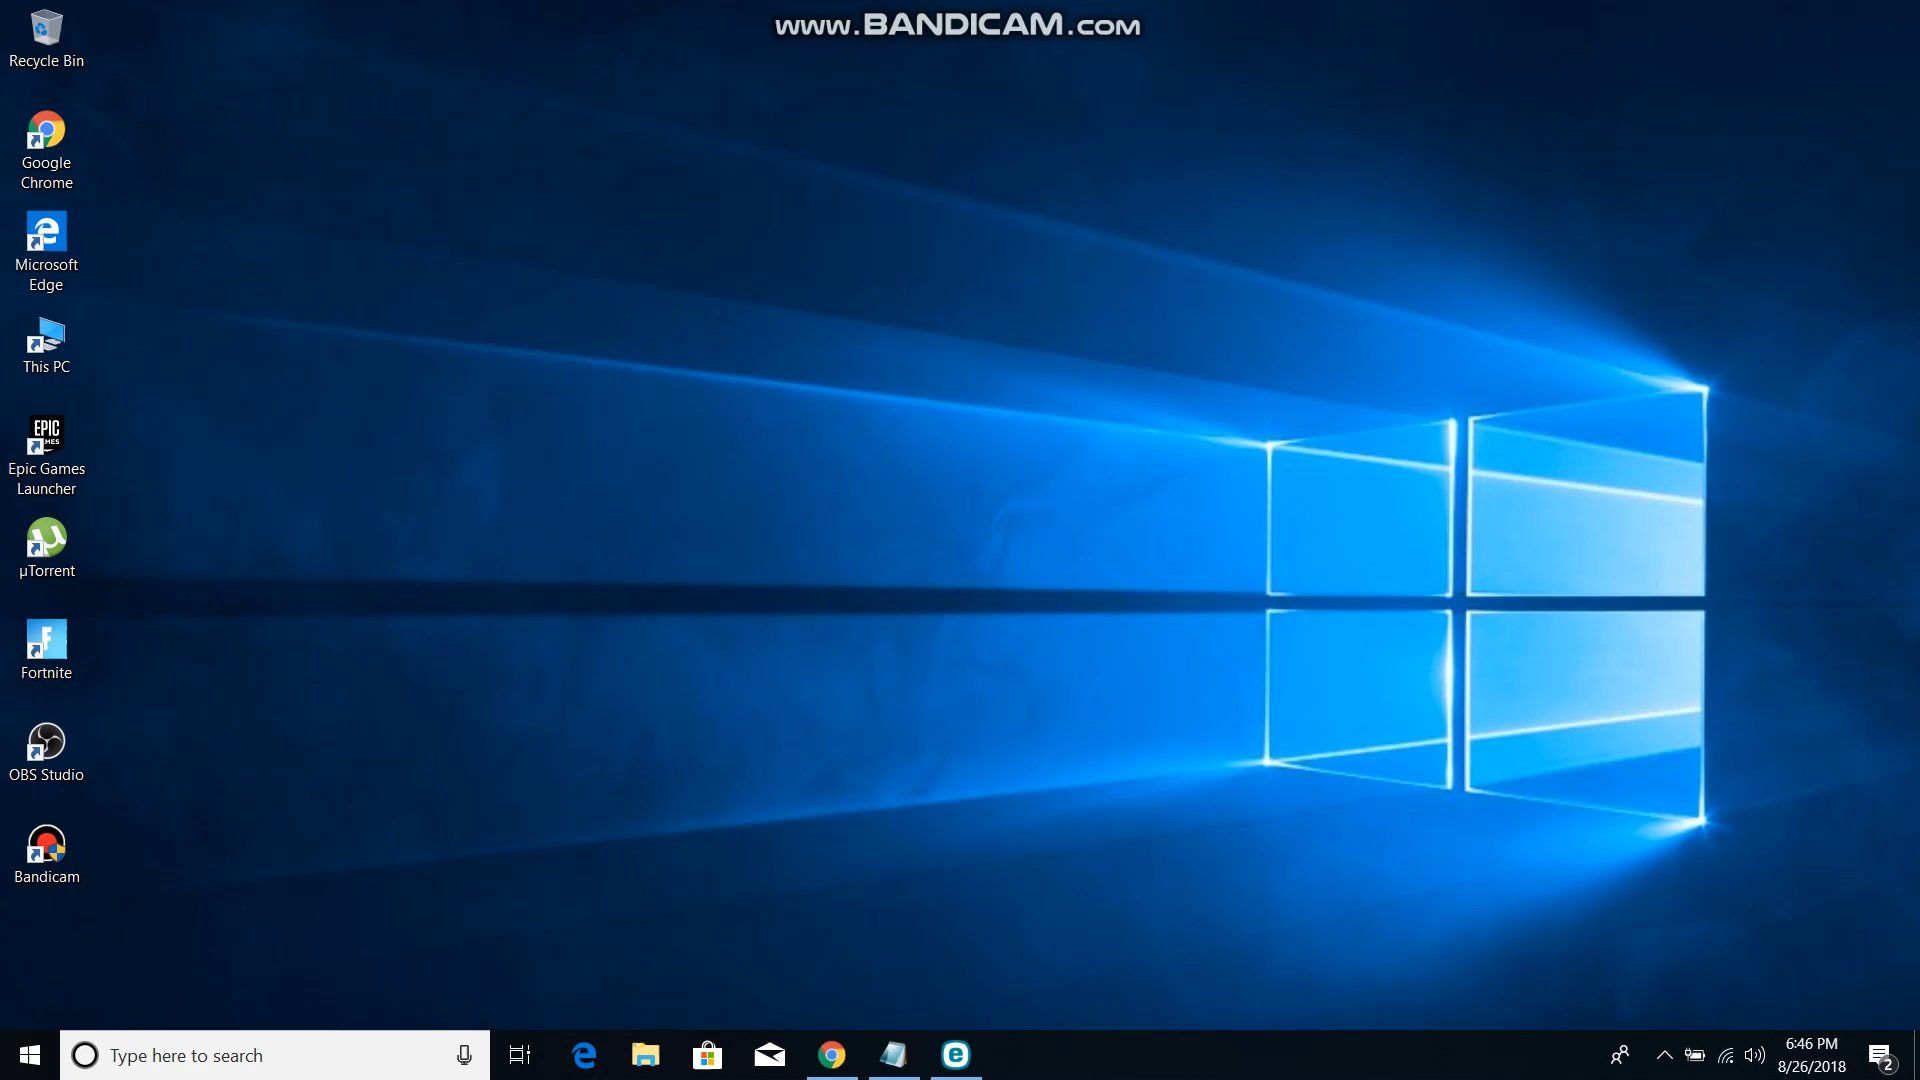 www.BANDICAM.COM
Recycle Bin
Google
Chrome
Microsoft
Edge
This PC
EPIC
GAMES
Epic Games
Launcher
µTorrent
F
Fortnite
OBS Studio
Bandicam
Type here to search
6:46 PM
8/26/2018
2